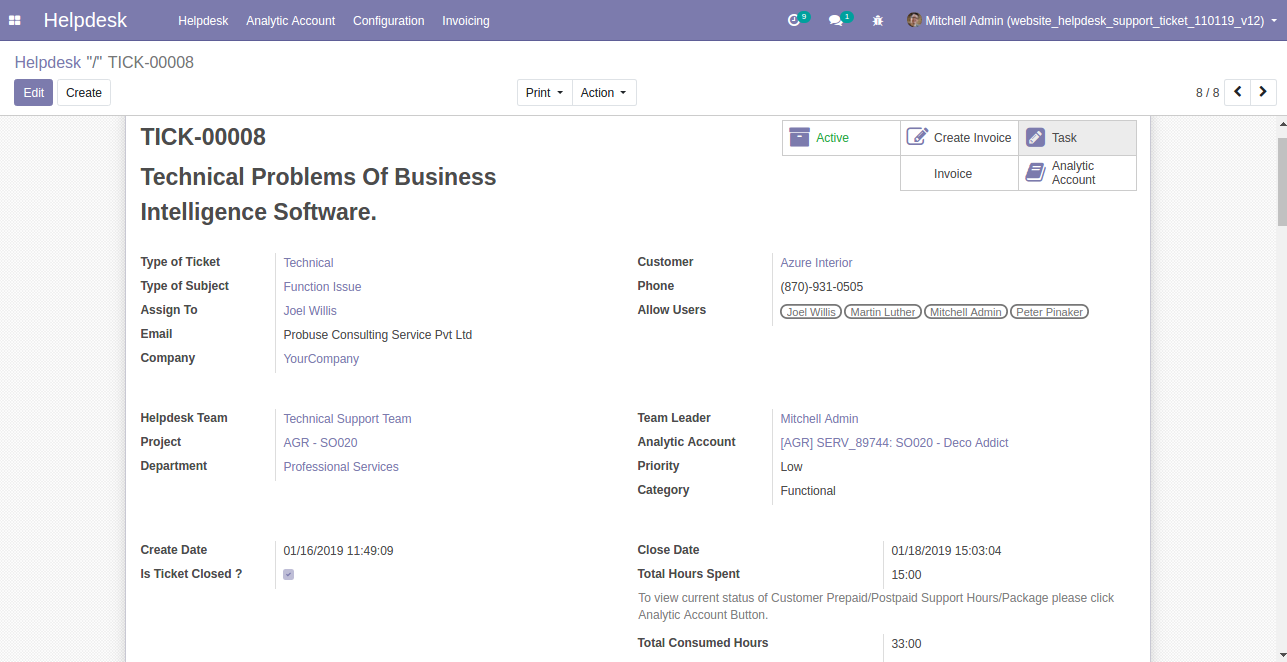 Helpdesk Helpdesk Analytic Account Configuration Invoicing 9 1 Mitchell Admin (website_helpdesk_support_ticket_110119_v12)
Helpdesk "/" TICK-00008
Edit Create Print Action 8 / 8
TICK-00008
Active Create Invoice Task
Invoice Analytic Account
Technical Problems Of Business
Intelligence Software.
Type of Ticket Technical
Type of Subject Function Issue
Assign To Joel Willis
Email Probuse Consulting Service Pvt Ltd
Company YourCompany
Customer Azure Interior
Phone (870)-931-0505
Allow Users Joel Willis Martin Luther Mitchell Admin Peter Pinaker
Helpdesk Team Technical Support Team
Project AGR - SO020
Department Professional Services
Team Leader Mitchell Admin
Analytic Account [AGR] SERV_89744: SO020 - Deco Addict
Priority Low
Category Functional
Create Date 01/16/2019 11:49:09
Is Ticket Closed ?
Close Date 01/18/2019 15:03:04
Total Hours Spent 15:00
To view current status of Customer Prepaid/Postpaid Support Hours/Package please click
Analytic Account Button.
Total Consumed Hours 33:00